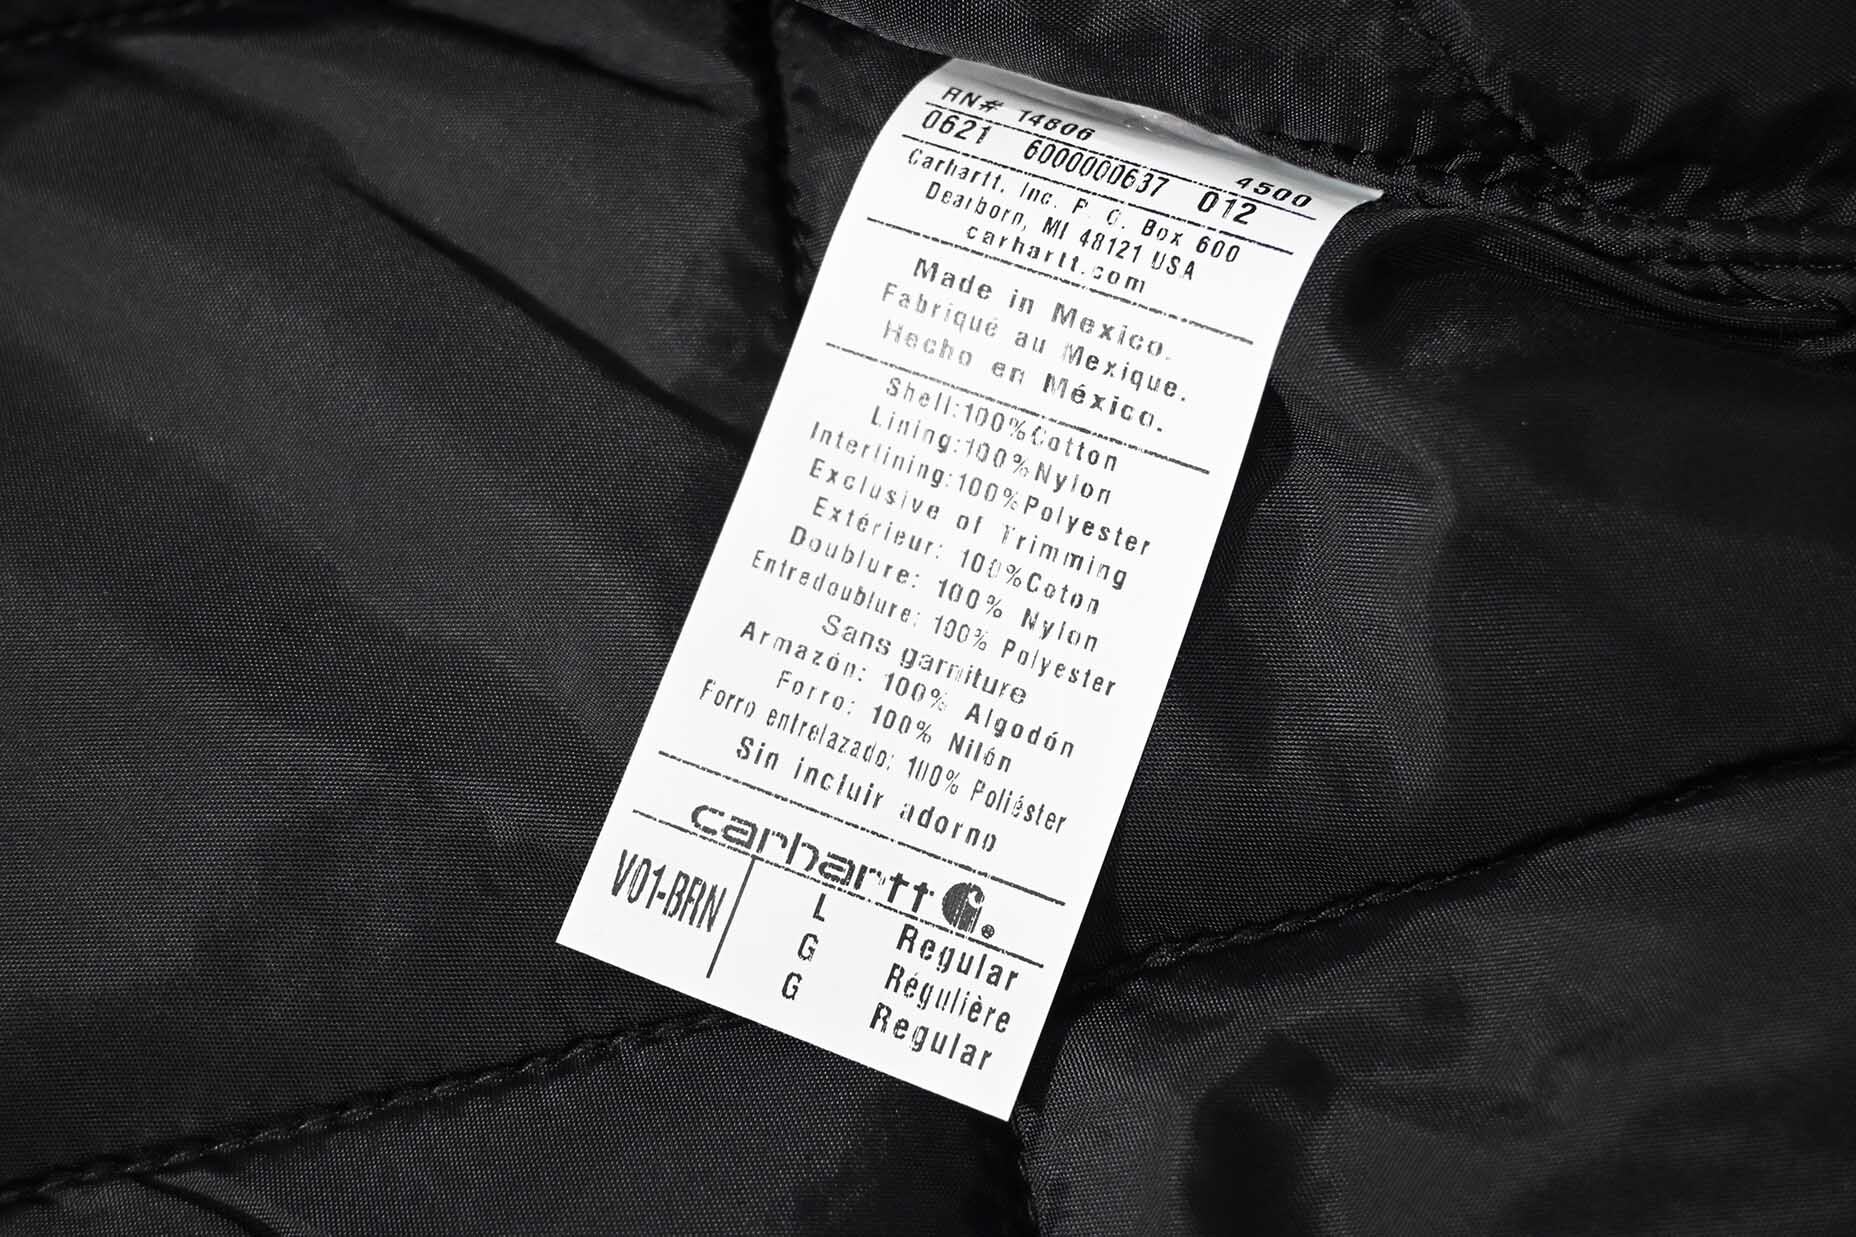 RN# 14806
4500
0621 6000000637 012
Carhartt, Inc. P. O. Box 600
Dearborn, MI 48121 USA
carhartt.com
Made in Mexico.
Fabriqué au Mexique.
Hecho en México.
Shell:100%Cotton
Lining:100%Nylon
Interlining:100%Polyester
Exclusive of Trimming
Extérieur: 100%Coton
Doublure: 100% Nylon
Entredoublure: 100% Polyester
Sans garniture
Armazón: 100% Algodón
Forro: 100% Nilón
Forro entrelazado: 100% Poliéster
Sin incluir adorno
carhartt ®
V01-BRN
L Regular
G Régulière
G Regular